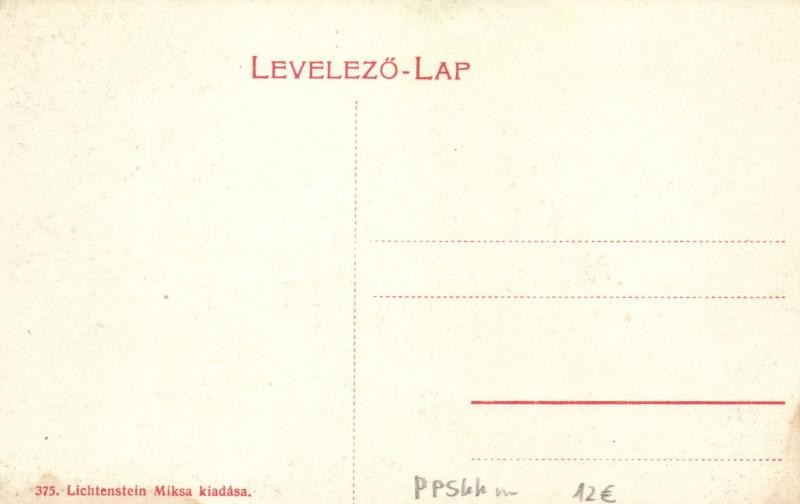 LEVELEZŐ-LAP
375. Lichtenstein Miksa kiadása.
12€